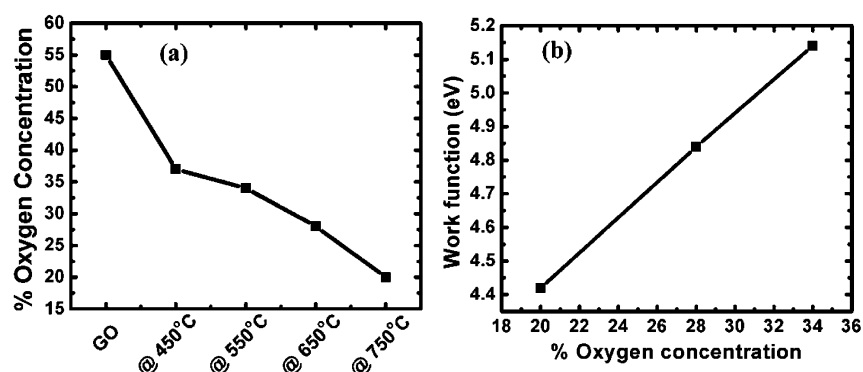 (a)
% Oxygen Concentration
60
55
50
45
40
35
30
25
20
15
GO
@ 450°C
@ 550°C
@ 650°C
@ 750°C
(b)
Work function (eV)
5.2
5.1
5.0
4.9
4.8
4.7
4.6
4.5
4.4
18 20 22 24 26 28 30 32 34 36
% Oxygen concentration